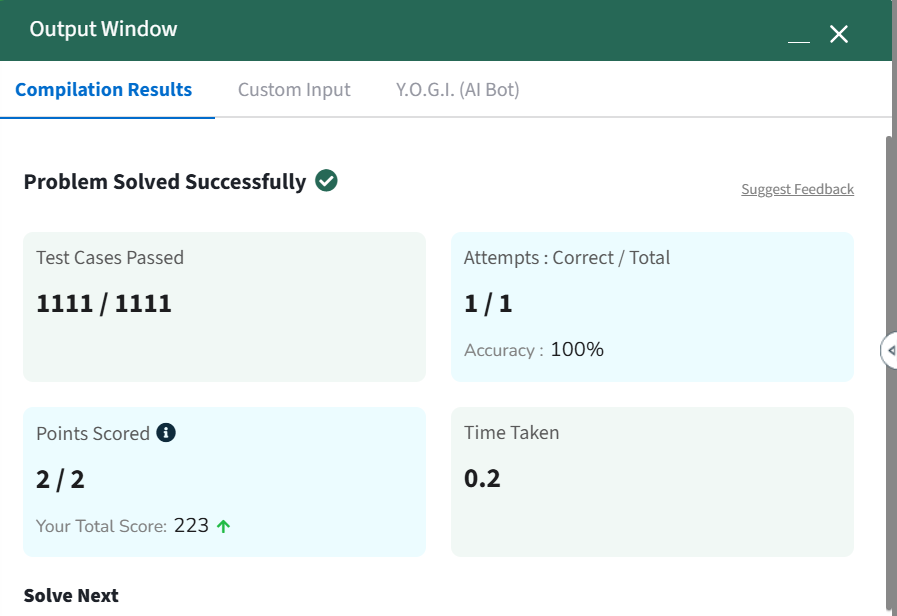 Output Window
Compilation Results
Custom Input
Y.O.G.I. (AI Bot)
Problem Solved Successfully
Suggest Feedback
Test Cases Passed
1111 / 1111
Attempts : Correct / Total
1 / 1
Accuracy : 100%
Points Scored
2 / 2
Your Total Score: 223
Time Taken
0.2
Solve Next